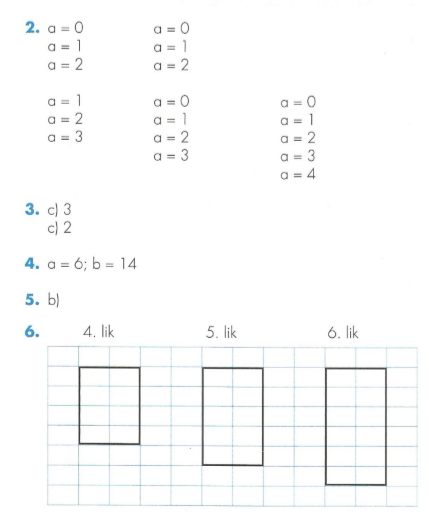 2. a = 0 a = 0
a = 1 a = 1
a = 2 a = 2
a = 1 a = 0 a = 0
a = 2 a = 1 a = 1
a = 3 a = 2 a = 2
a = 3 a = 3
a = 4
3. c) 3
c) 2
4. a = 6; b = 14
5. b)
6. 4. lik 5. lik 6. lik